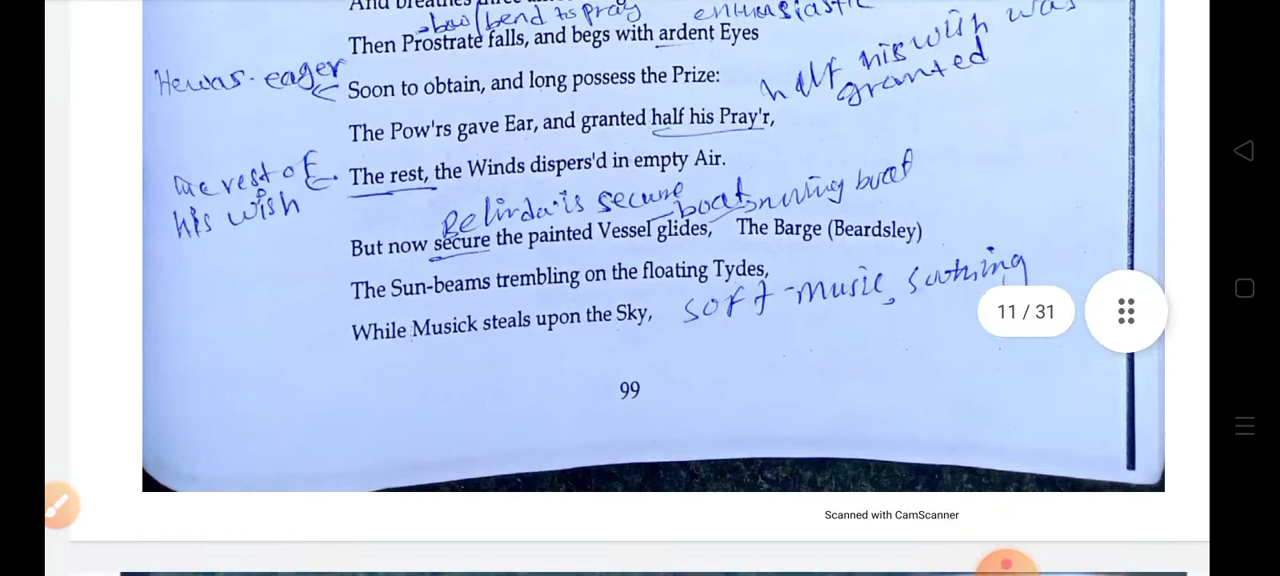 And breathes three
bow/bend to pray enthusiastic
Then Prostrate falls, and begs with ardent Eyes
He was eager
Soon to obtain, and long possess the Prize:
half his wish was
granted
The Pow'rs gave Ear, and granted half his Pray'r,
the rest of
his wish
The rest, the Winds dispers'd in empty Air.
Belinda is secure boat
boat
But now secure the painted Vessel glides, The Barge (Beardsley)
The Sun-beams trembling on the floating Tydes,
While Musick steals upon the Sky, soft-music, soothing
11 / 31
99
Scanned with CamScanner